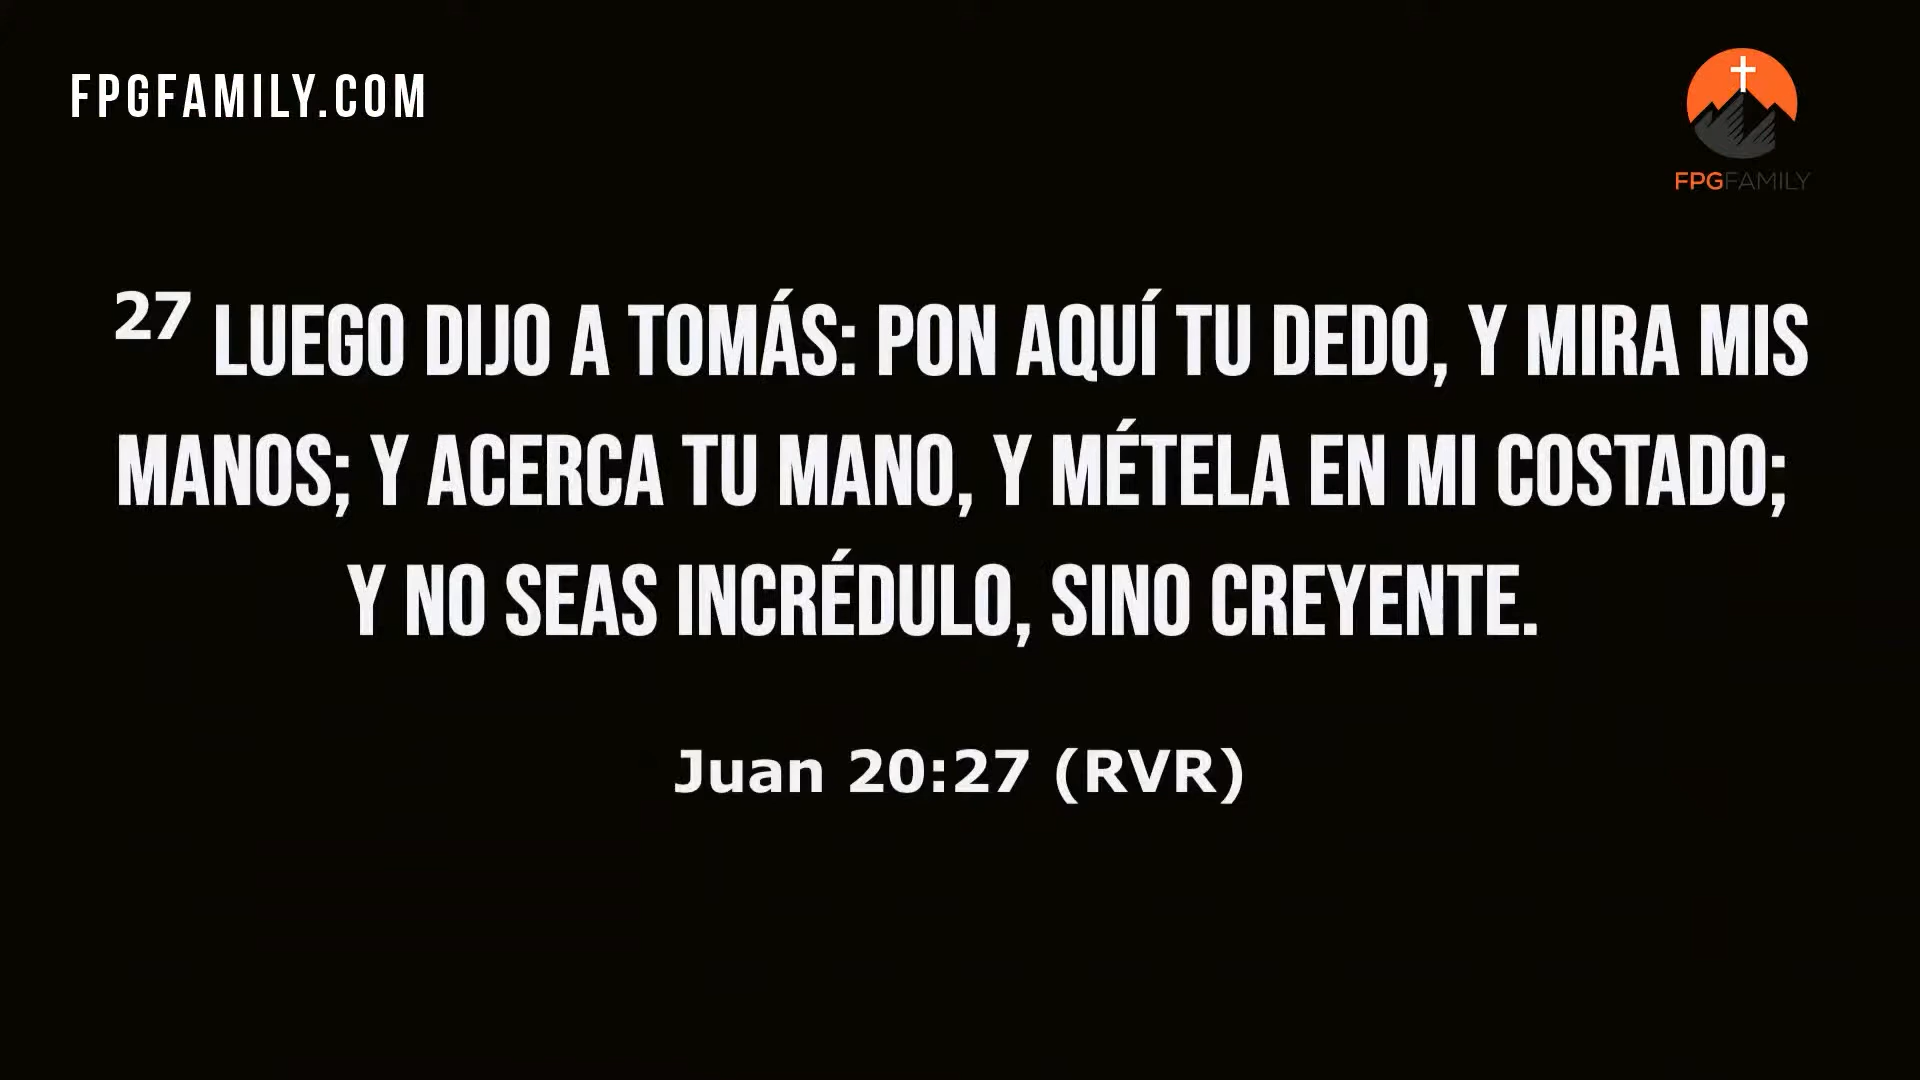 FPGFAMILY.COM
FPGFAMILY
27 LUEGO DIJO A TOMÁS: PON AQUÍ TU DEDO, Y MIRA MIS
MANOS; Y ACERCA TU MANO, Y MÉTELA EN MI COSTADO;
Y NO SEAS INCRÉDULO, SINO CREYENTE.
Juan 20:27 (RVR)